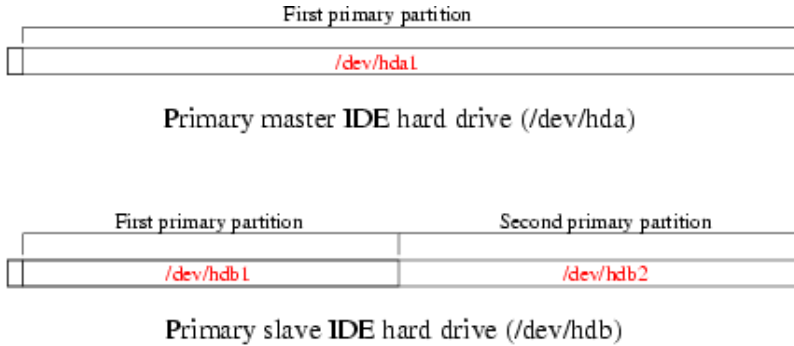 First primary partition
/dev/hda1
Primary master IDE hard drive (/dev/hda)
First primary partition Second primary partition
/dev/hdb1 /dev/hdb2
Primary slave IDE hard drive (/dev/hdb)